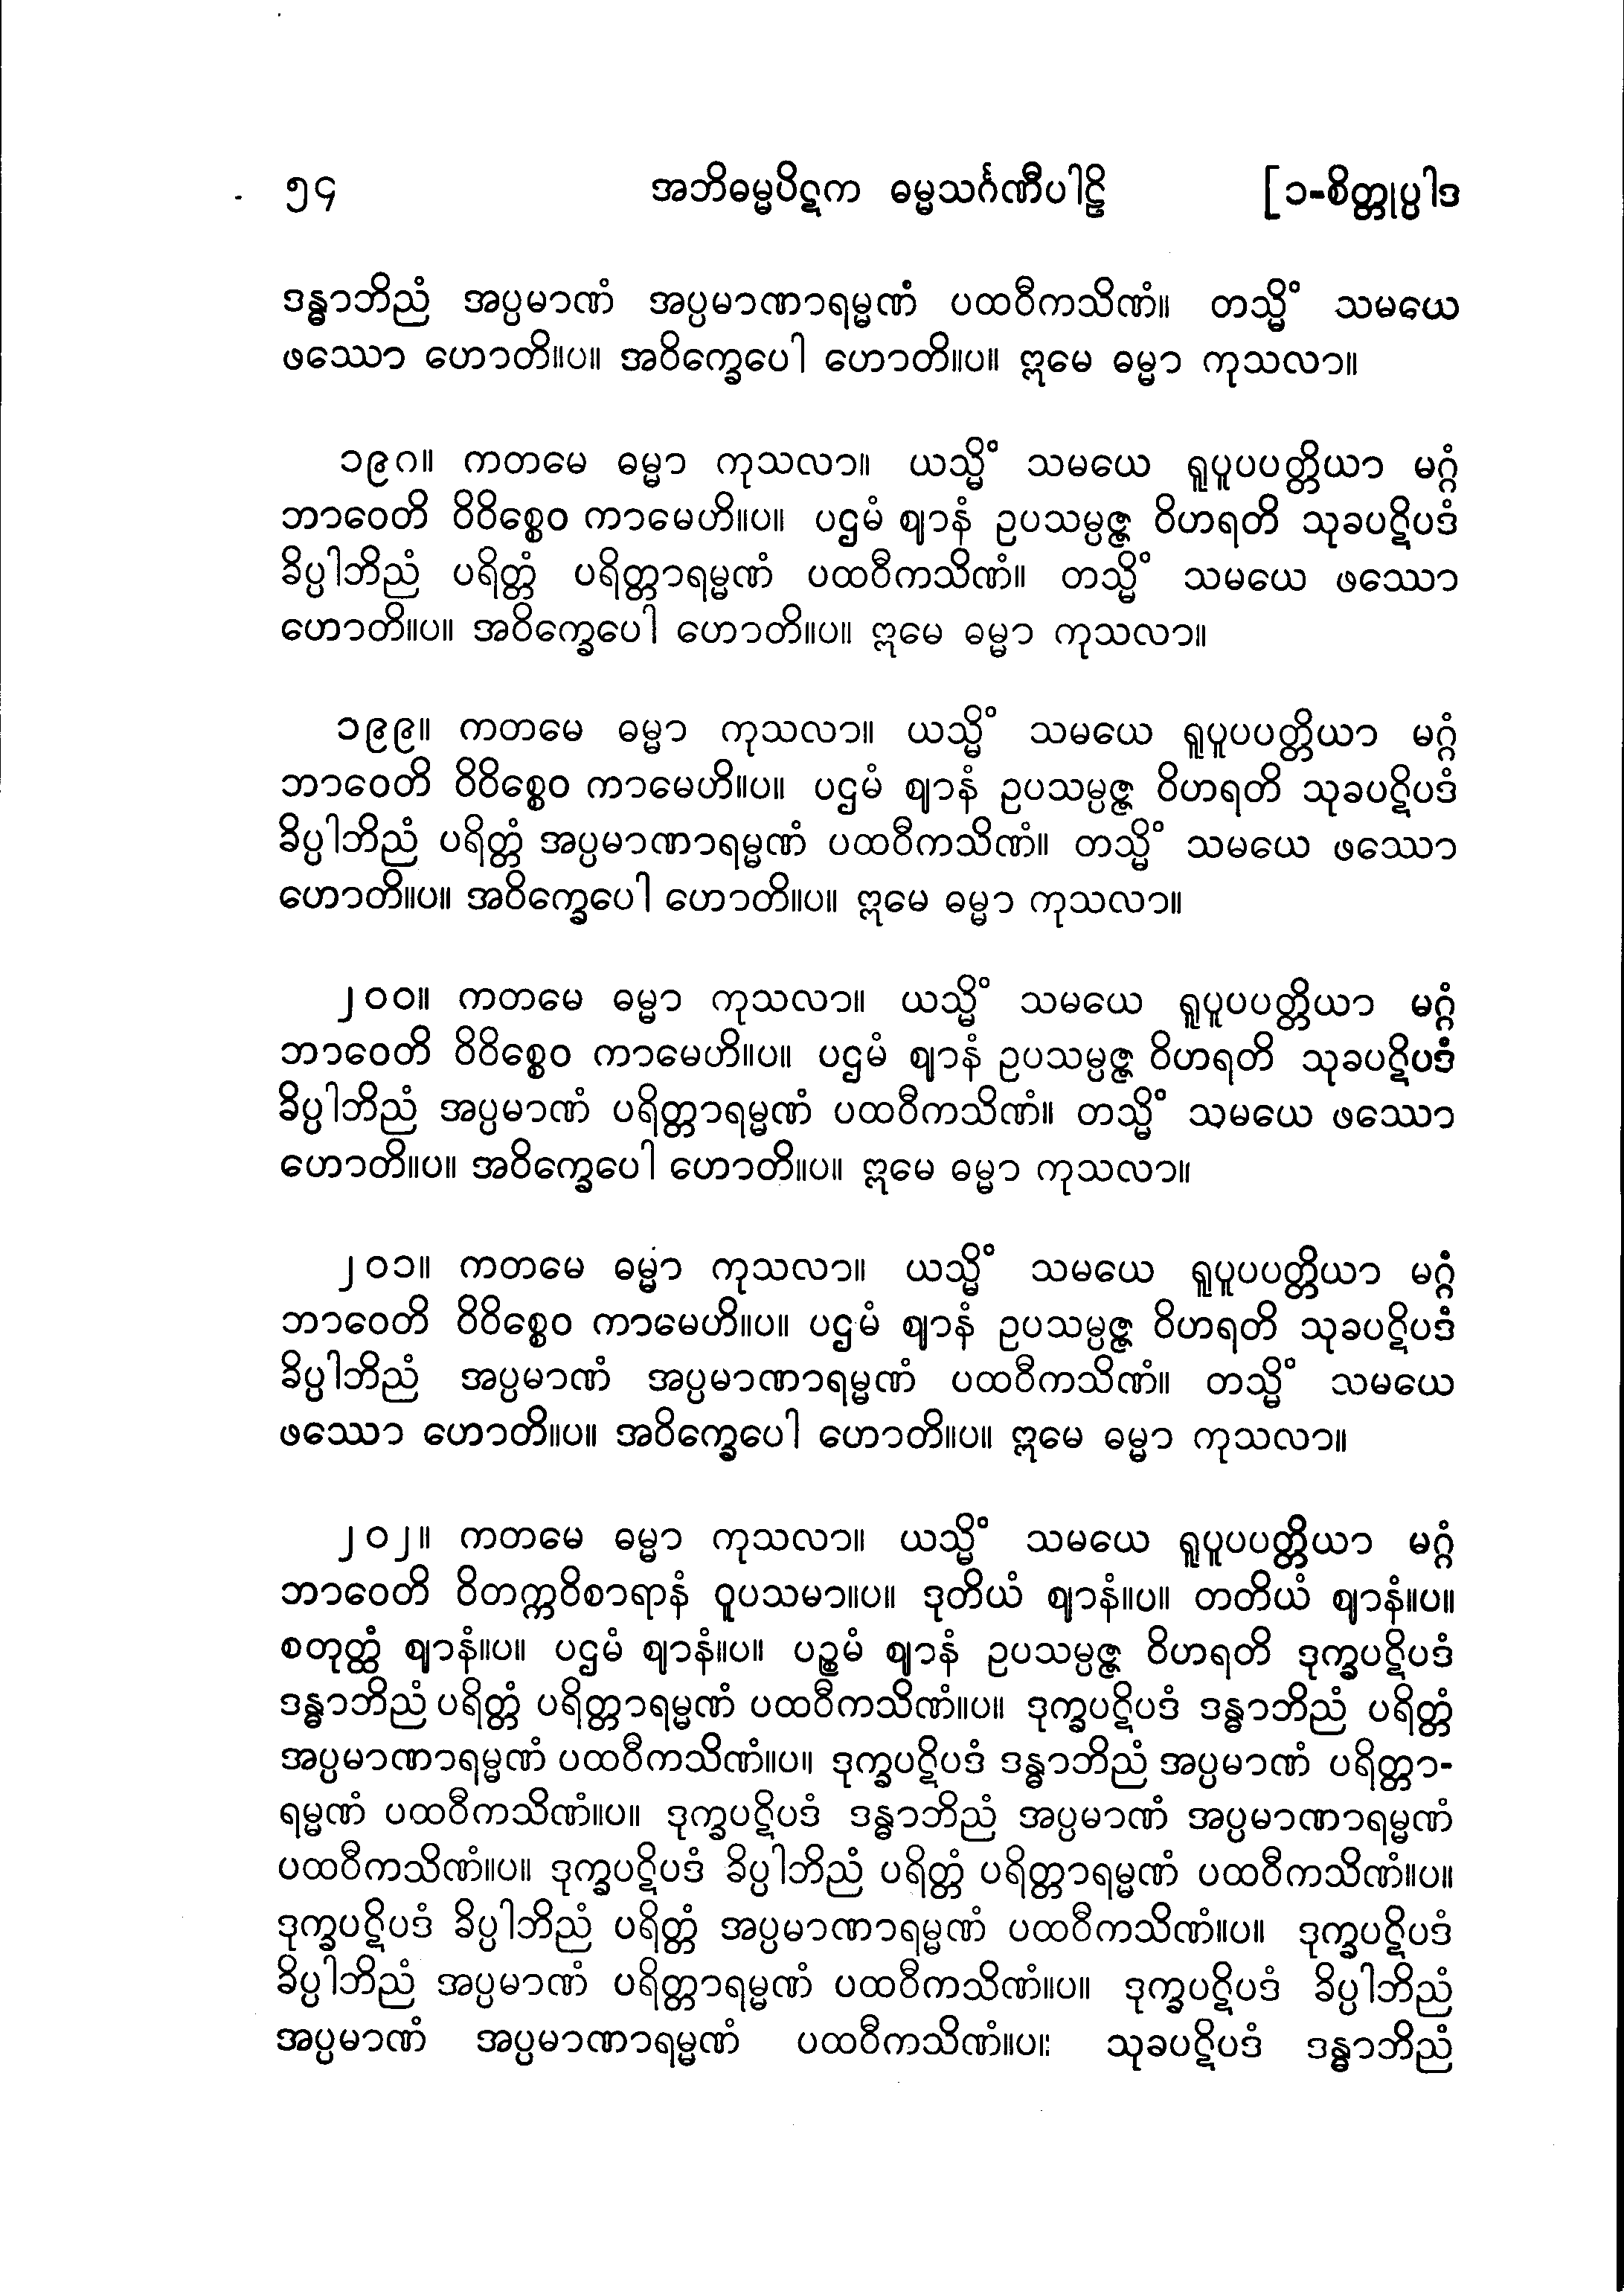 ၅၄ အဘိဓမ္မပိဋက ဓမ္မသင်္ဂဏီပါဠိ [၁-စိတ္တုပ္ပါဒ
ဒန္ဓာဘိညံ အပ္ပမာဏံ အပ္ပမာဏာရမ္မဏံ ပထဝီကသိဏံ။ တသ္မိံ သမယေ
ဖဿော ဟောတိ။ပ။ အဝိက္ခေပေါ ဟောတိ။ပ။ ဣမေ ဓမ္မာ ကုသလာ။
၁၉၈။ ကတမေ ဓမ္မာ ကုသလာ။ ယသ္မိံ သမယေ ရူပူပပတ္တိယာ မဂ္ဂံ
ဘာဝေတိ ဝိဝိစ္စေဝ ကာမေဟိ။ပ။ ပဌမံ ဈာနံ ဥပသမ္ပဇ္ဇ ဝိဟရတိ သုခပဋိပဒံ
ခိပ္ပါဘိညံ ပရိတ္တံ ပရိတ္တာရမ္မဏံ ပထဝီကသိဏံ။ တသ္မိံ သမယေ ဖဿော
ဟောတိ။ပ။ အဝိက္ခေပေါ ဟောတိ။ပ။ ဣမေ ဓမ္မာ ကုသလာ။
၁၉၉။ ကတမေ ဓမ္မာ ကုသလာ။ ယသ္မိံ သမယေ ရူပူပပတ္တိယာ မဂ္ဂံ
ဘာဝေတိ ဝိဝိစ္စေဝ ကာမေဟိ။ပ။ ပဌမံ ဈာနံ ဥပသမ္ပဇ္ဇ ဝိဟရတိ သုခပဋိပဒံ
ခိပ္ပါဘိညံ ပရိတ္တံ အပ္ပမာဏာရမ္မဏံ ပထဝီကသိဏံ။ တသ္မိံ သမယေ ဖဿော
ဟောတိ။ပ။ အဝိက္ခေပေါ ဟောတိ။ပ။ ဣမေ ဓမ္မာ ကုသလာ။
၂၀၀။ ကတမေ ဓမ္မာ ကုသလာ။ ယသ္မိံ သမယေ ရူပူပပတ္တိယာ မဂ္ဂံ
ဘာဝေတိ ဝိဝိစ္စေဝ ကာမေဟိ။ပ။ ပဌမံ ဈာနံ ဥပသမ္ပဇ္ဇ ဝိဟရတိ သုခပဋိပဒံ
ခိပ္ပါဘိညံ အပ္ပမာဏံ ပရိတ္တာရမ္မဏံ ပထဝီကသိဏံ။ တသ္မိံ သမယေ ဖဿော
ဟောတိ။ပ။ အဝိက္ခေပေါ ဟောတိ။ပ။ ဣမေ ဓမ္မာ ကုသလာ။
၂၀၁။ ကတမေ ဓမ္မာ ကုသလာ။ ယသ္မိံ သမယေ ရူပူပပတ္တိယာ မဂ္ဂံ
ဘာဝေတိ ဝိဝိစ္စေဝ ကာမေဟိ။ပ။ ပဌမံ ဈာနံ ဥပသမ္ပဇ္ဇ ဝိဟရတိ သုခပဋိပဒံ
ခိပ္ပါဘိညံ အပ္ပမာဏံ အပ္ပမာဏာရမ္မဏံ ပထဝီကသိဏံ။ တသ္မိံ သမယေ
ဖဿော ဟောတိ။ပ။ အဝိက္ခေပေါ ဟောတိ။ပ။ ဣမေ ဓမ္မာ ကုသလာ။
၂၀၂။ ကတမေ ဓမ္မာ ကုသလာ။ ယသ္မိံ သမယေ ရူပူပပတ္တိယာ မဂ္ဂံ
ဘာဝေတိ ဝိတက္ကဝိစာရာနံ ဝူပသမာ။ပ။ ဒုတိယံ ဈာနံ။ပ။ တတိယံ ဈာနံ။ပ။
စတုတ္ထံ ဈာနံ။ပ။ ပဌမံ ဈာနံ။ပ။ ပဉ္စမံ ဈာနံ ဥပသမ္ပဇ္ဇ ဝိဟရတိ ဒုက္ခပဋိပဒံ
ဒန္ဓာဘိညံ ပရိတ္တံ ပရိတ္တာရမ္မဏံ ပထဝီကသိဏံ။ပ။ ဒုက္ခပဋိပဒံ ဒန္ဓာဘိညံ ပရိတ္တံ
အပ္ပမာဏာရမ္မဏံ ပထဝီကသိဏံ။ပ။ ဒုက္ခပဋိပဒံ ဒန္ဓာဘိညံ အပ္ပမာဏံ ပရိတ္တာ-
ရမ္မဏံ ပထဝီကသိဏံ။ပ။ ဒုက္ခပဋိပဒံ ဒန္ဓာဘိညံ အပ္ပမာဏံ အပ္ပမာဏာရမ္မဏံ
ပထဝီကသိဏံ။ပ။ ဒုက္ခပဋိပဒံ ခိပ္ပါဘိညံ ပရိတ္တံ ပရိတ္တာရမ္မဏံ ပထဝီကသိဏံ။ပ။
ဒုက္ခပဋိပဒံ ခိပ္ပါဘိညံ ပရိတ္တံ အပ္ပမာဏာရမ္မဏံ ပထဝီကသိဏံ။ပ။ ဒုက္ခပဋိပဒံ
ခိပ္ပါဘိညံ အပ္ပမာဏံ ပရိတ္တာရမ္မဏံ ပထဝီကသိဏံ။ပ။ ဒုက္ခပဋိပဒံ ခိပ္ပါဘိညံ
အပ္ပမာဏံ အပ္ပမာဏာရမ္မဏံ ပထဝီကသိဏံ။ပ။ သုခပဋိပဒံ ဒန္ဓာဘိညံ